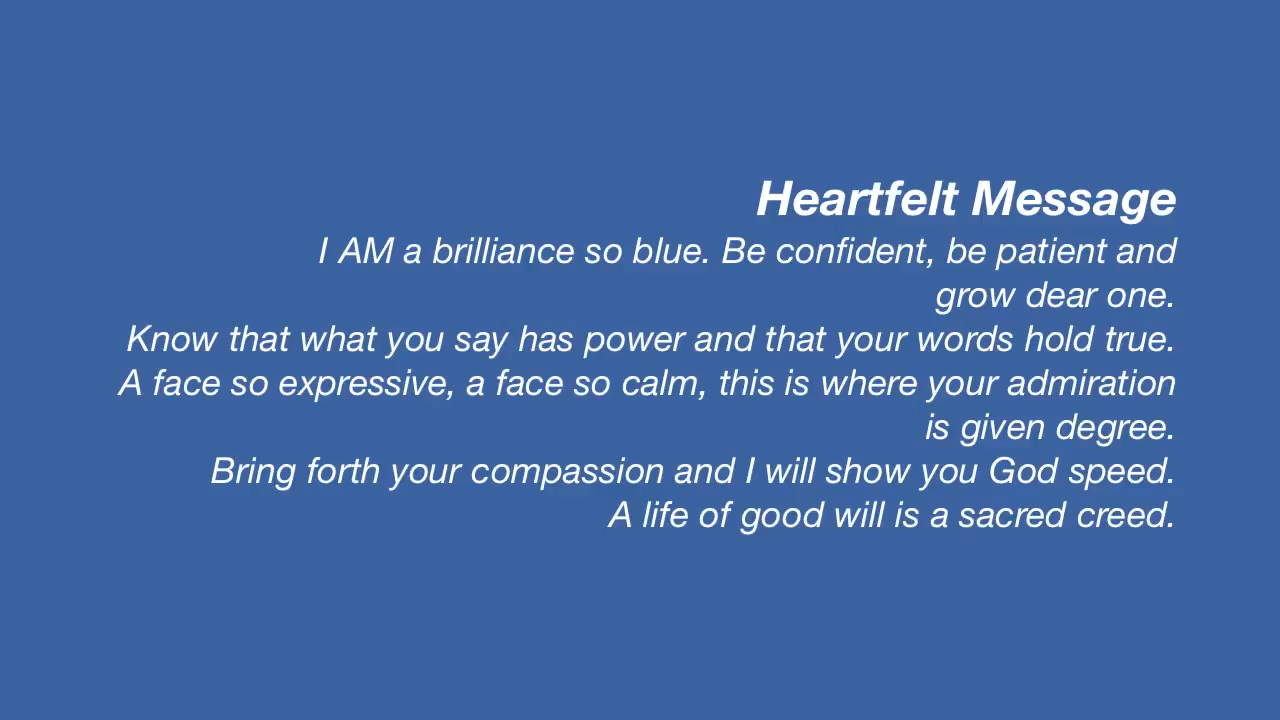 Heartfelt Message
I AM a brilliance so blue. Be confident, be patient and
grow dear one.
Know that what you say has power and that your words hold true.
A face so expressive, a face so calm, this is where your admiration
is given degree.
Bring forth your compassion and I will show you God speed.
A life of good will is a sacred creed.